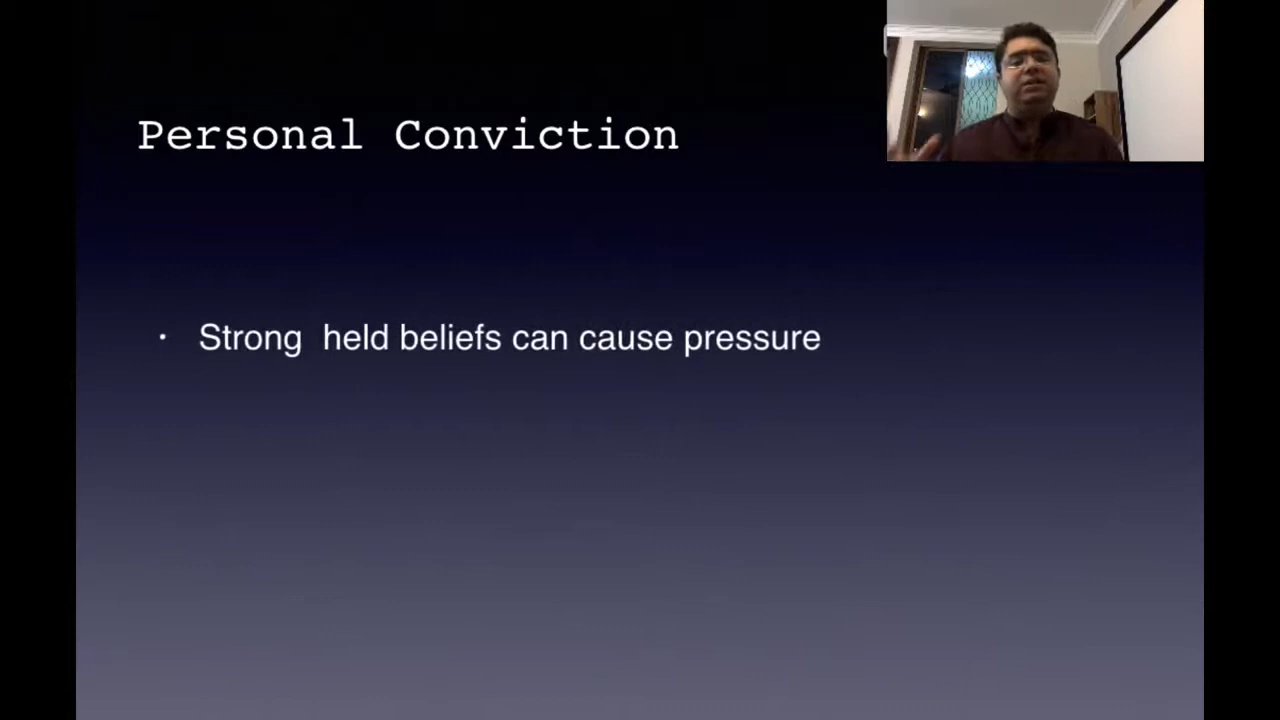 Personal Conviction
• Strong  held beliefs can cause pressure